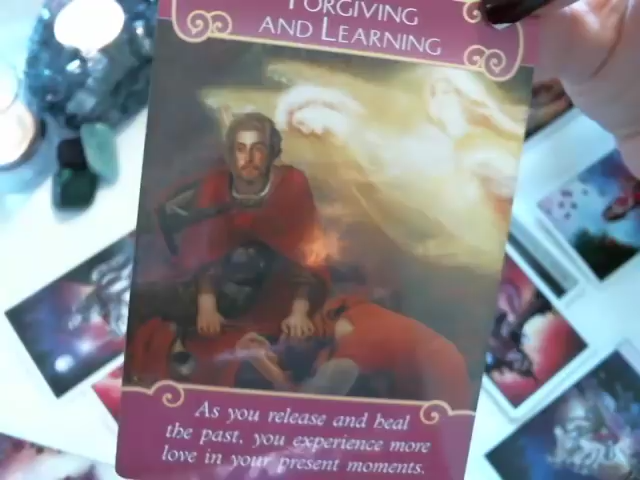 FORGIVING
AND LEARNING
As you release and heal
the past, you experience more
love in your present moments.